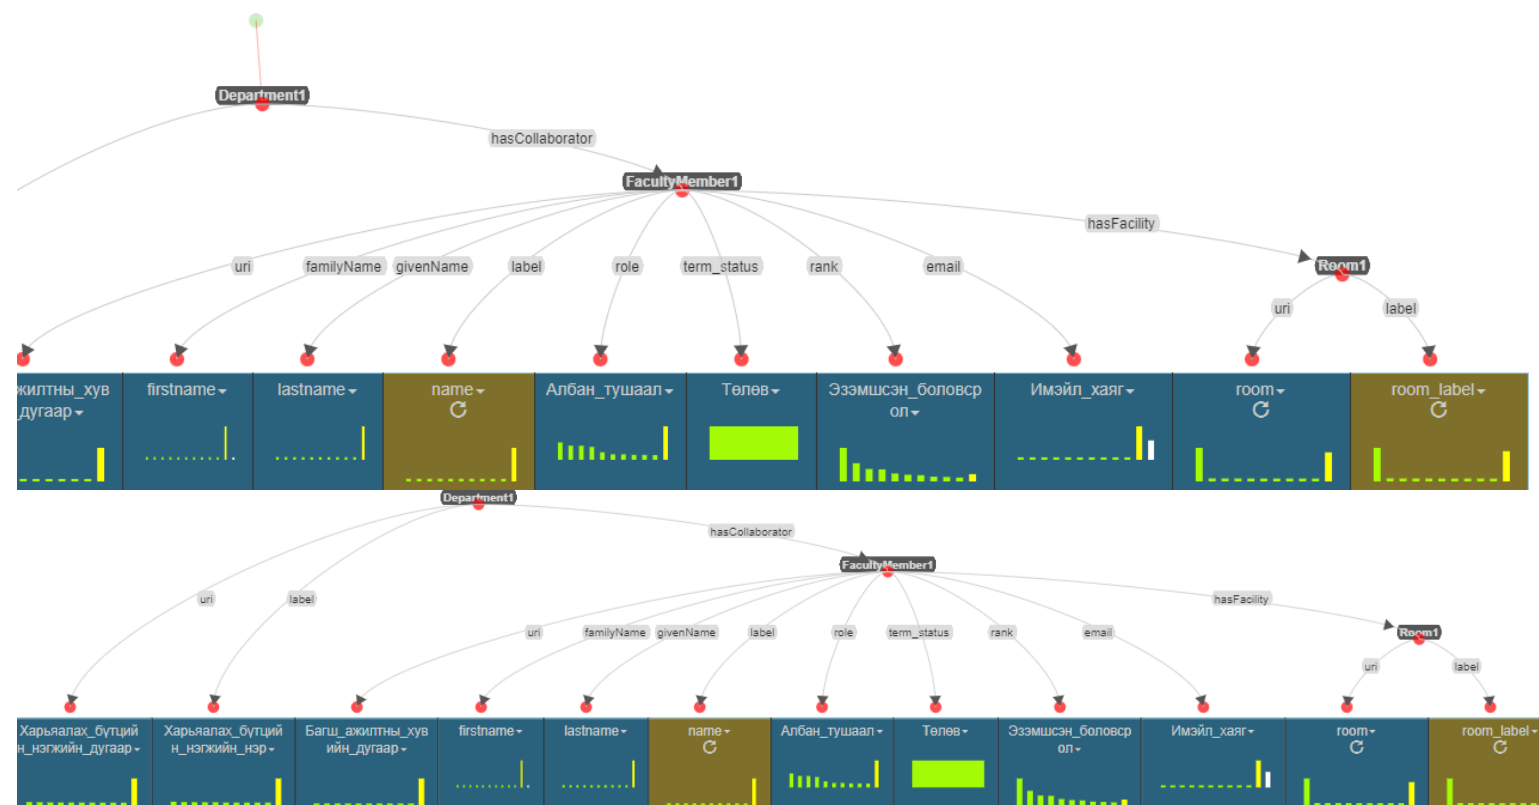 Department1
hasCollaborator
FacultyMember1
hasFacility
uri
familyName
givenName
label
role
term_status
rank
email
Room1
uri
label
жилтны_хув
дугаар
firstname
lastname
name
Албан_тушаал
Төлөв
Эзэмшсэн_боловср
ол
Имэйл_хаяг
room
room_label
Department1
hasCollaborator
FacultyMember1
uri
label
hasFacility
uri
familyName
givenName
label
role
term_status
rank
email
Room1
uri
label
Харьяалах_бүтций
н_нэгжийн_дугаар
Харьяалах_бүтций
н_нэгжийн_нэр
Багш_ажилтны_хув
ийн_дугаар
firstname
lastname
name
Албан_тушаал
Төлөв
Эзэмшсэн_боловср
ол
Имэйл_хаяг
room
room_label